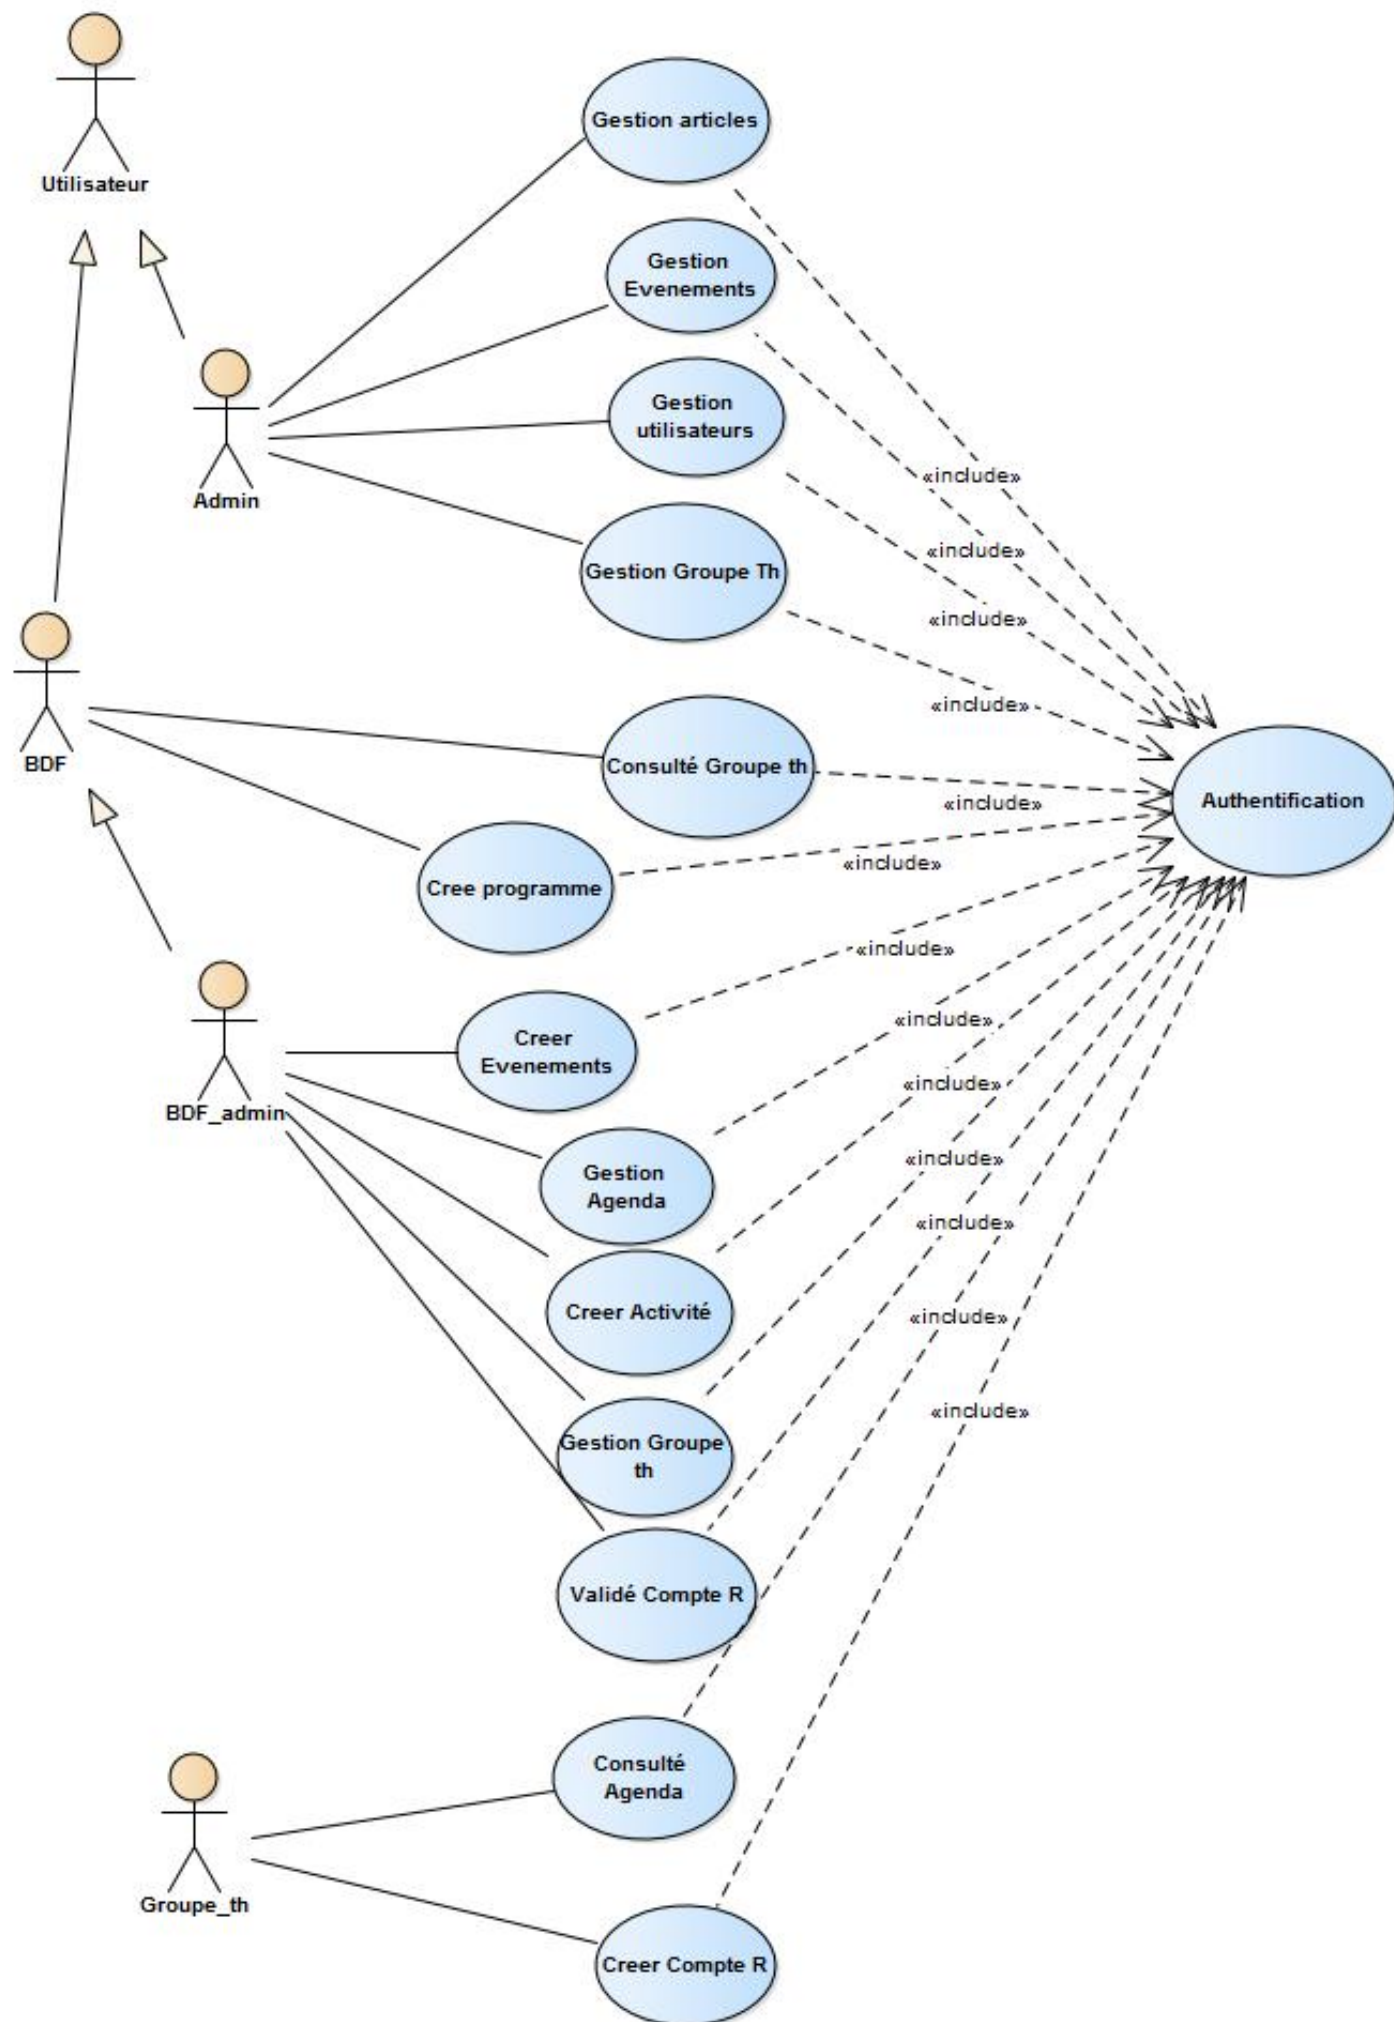 Utilisateur
Gestion articles
Gestion
Evenements
Gestion
utilisateurs
Admin
«include»
«include»
Gestion Groupe Th
«include»
«include»
BDF
Consulté Groupe th
Authentification
«include»
«include»
Cree programme
«include»
Creer
Evenements
«include»
BDF_admin
«include»
Gestion
Agenda
«include»
«include»
Creer Activité
«include»
«include»
Gestion Groupe
th
Validé Compte R
Consulté
Agenda
Groupe_th
Creer Compte R